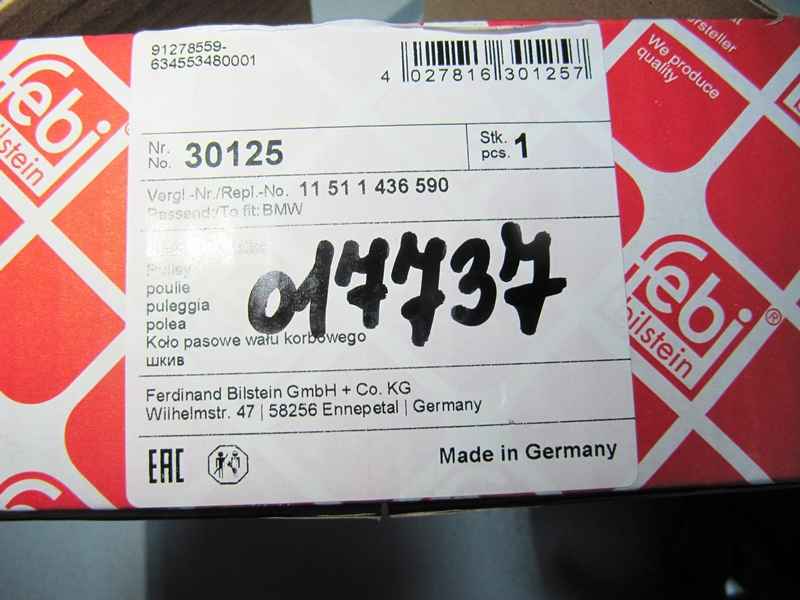 91278559-
634553480001
4 027816 301257
Hersteller
We produce
quality
febi
bilstein
Nr.
No. 30125
Stk.
pcs. 1
Vergl.-Nr./Repl.-No. 11 51 1 436 590
Passend:/To fit: BMW
Pulley
poulie
puleggia
polea
Koło pasowe wału korbowego
шкив
017737
febi®
bilstein
Ferdinand Bilstein GmbH + Co. KG
Wilhelmstr. 47 | 58256 Ennepetal | Germany
EAC
Made in Germany